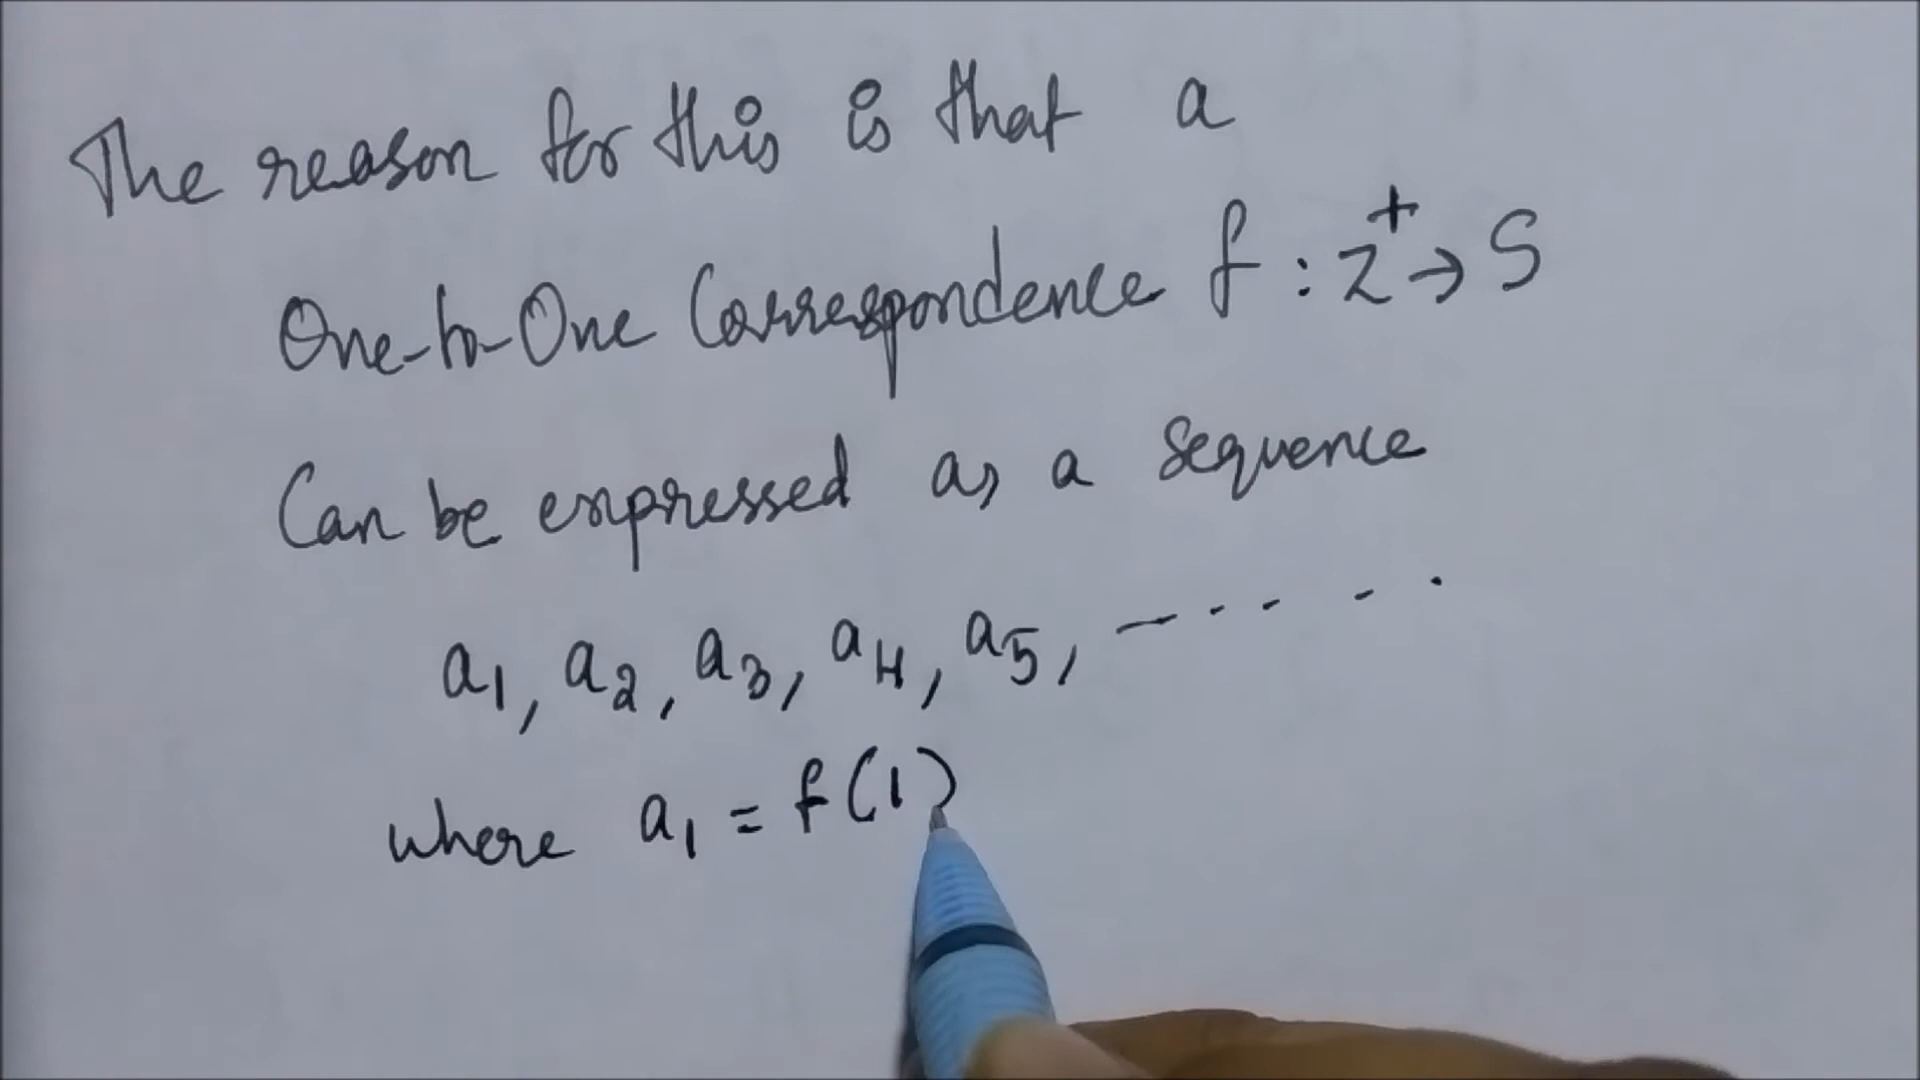 The reason for this is that a
One-to-One Correspondence f : Z⁺ → S
Can be expressed as a sequence
a₁, a₂, a₃, a₄, a₅, — . . . . .
where a₁ = f(1)